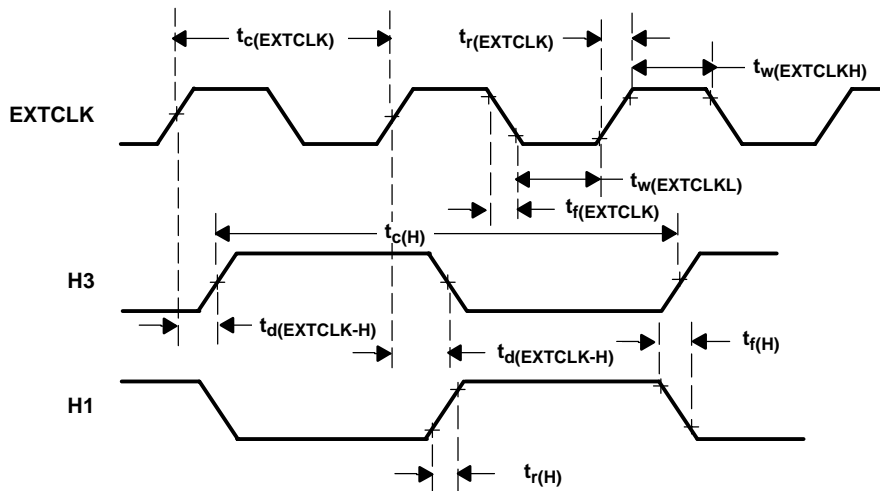 tc(EXTCLK)
tr(EXTCLK)
tw(EXTCLKH)
EXTCLK
tw(EXTCLKL)
tf(EXTCLK)
tc(H)
H3
td(EXTCLK-H)
td(EXTCLK-H)
tf(H)
H1
tr(H)